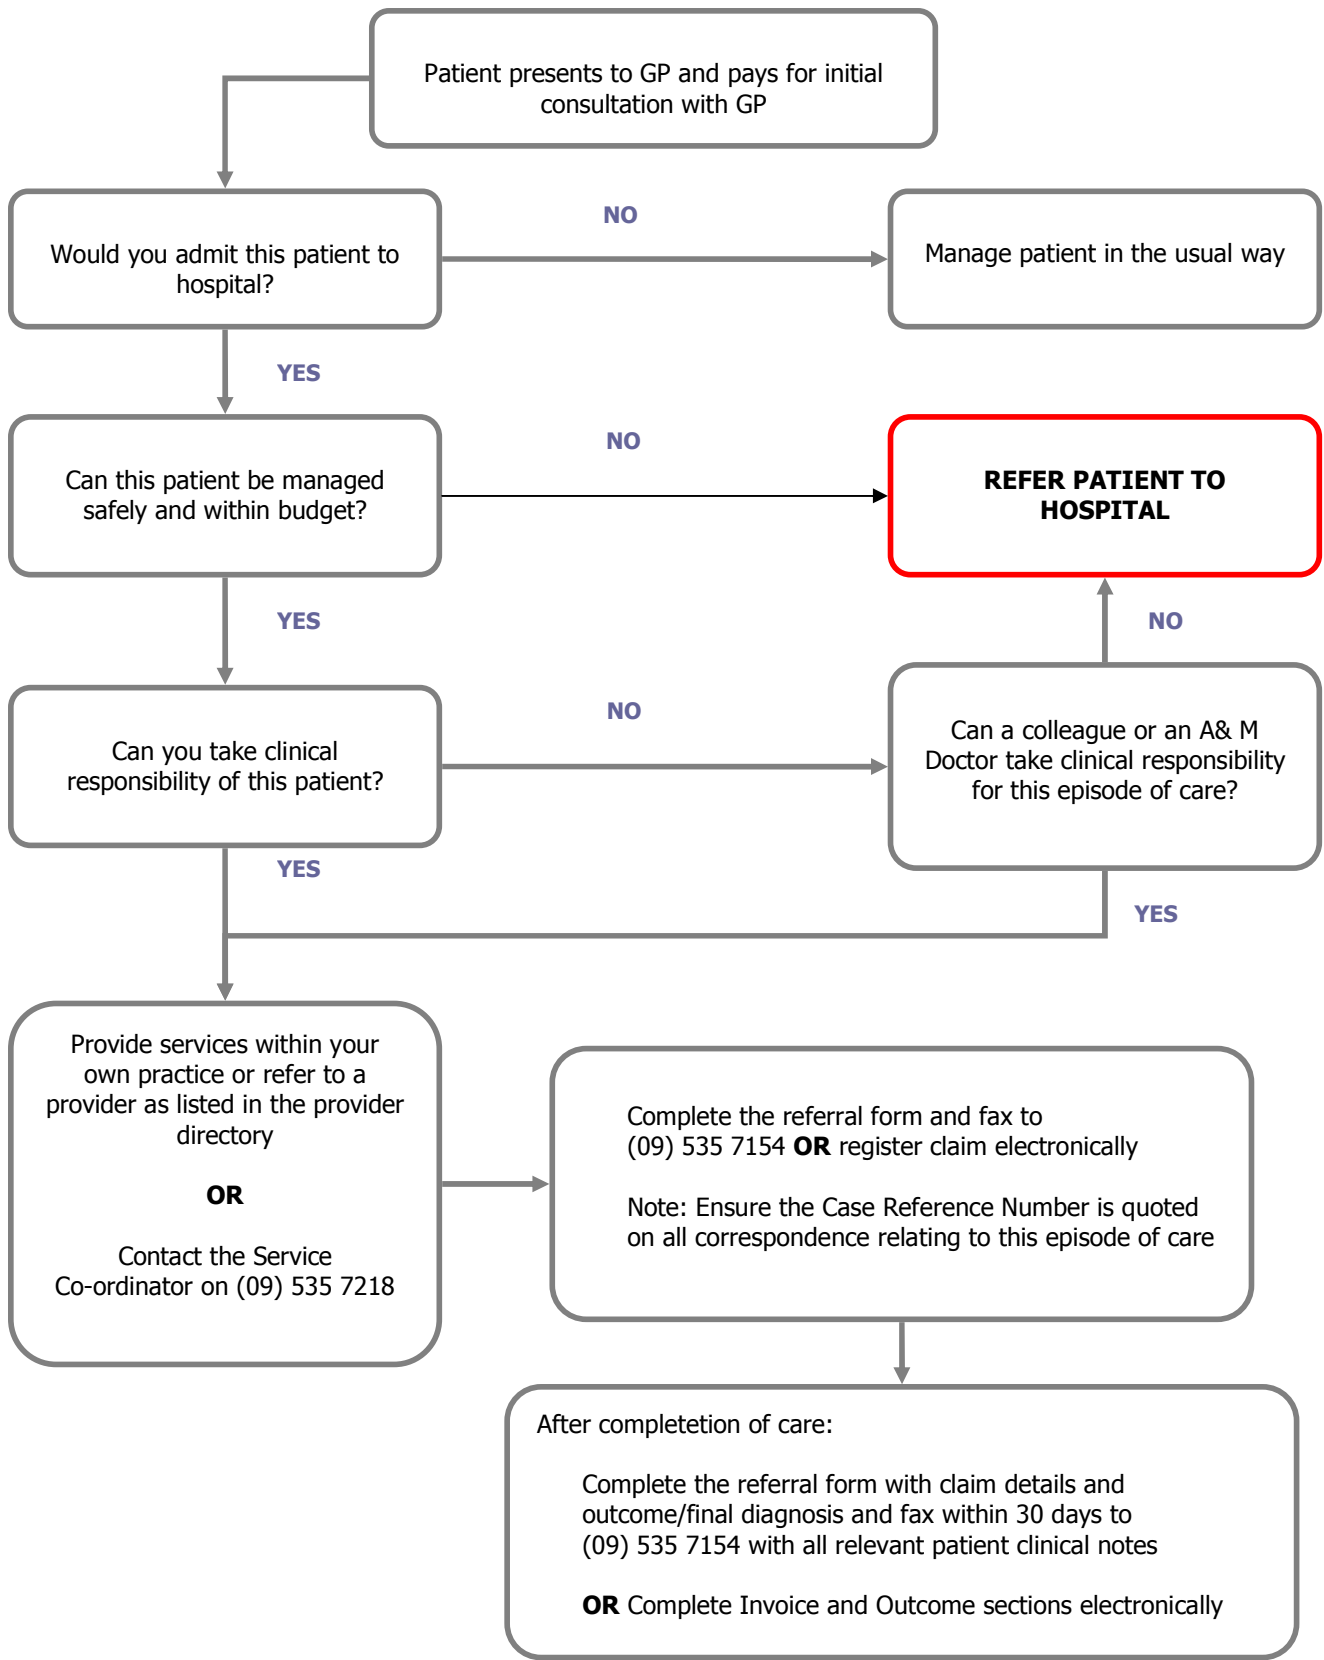 Patient presents to GP and pays for initial
consultation with GP
NO
Would you admit this patient to
hospital?
Manage patient in the usual way
YES
NO
Can this patient be managed
safely and within budget?
REFER PATIENT TO
HOSPITAL
YES
NO
NO
Can you take clinical
responsibility of this patient?
Can a colleague or an A& M
Doctor take clinical responsibility
for this episode of care?
YES
YES
Provide services within your
own practice or refer to a
provider as listed in the provider
directory
OR
Contact the Service
Co-ordinator on (09) 535 7218
Complete the referral form and fax to
(09) 535 7154 OR register claim electronically
Note: Ensure the Case Reference Number is quoted
on all correspondence relating to this episode of care
After completetion of care:
Complete the referral form with claim details and
outcome/final diagnosis and fax within 30 days to
(09) 535 7154 with all relevant patient clinical notes
OR Complete Invoice and Outcome sections electronically